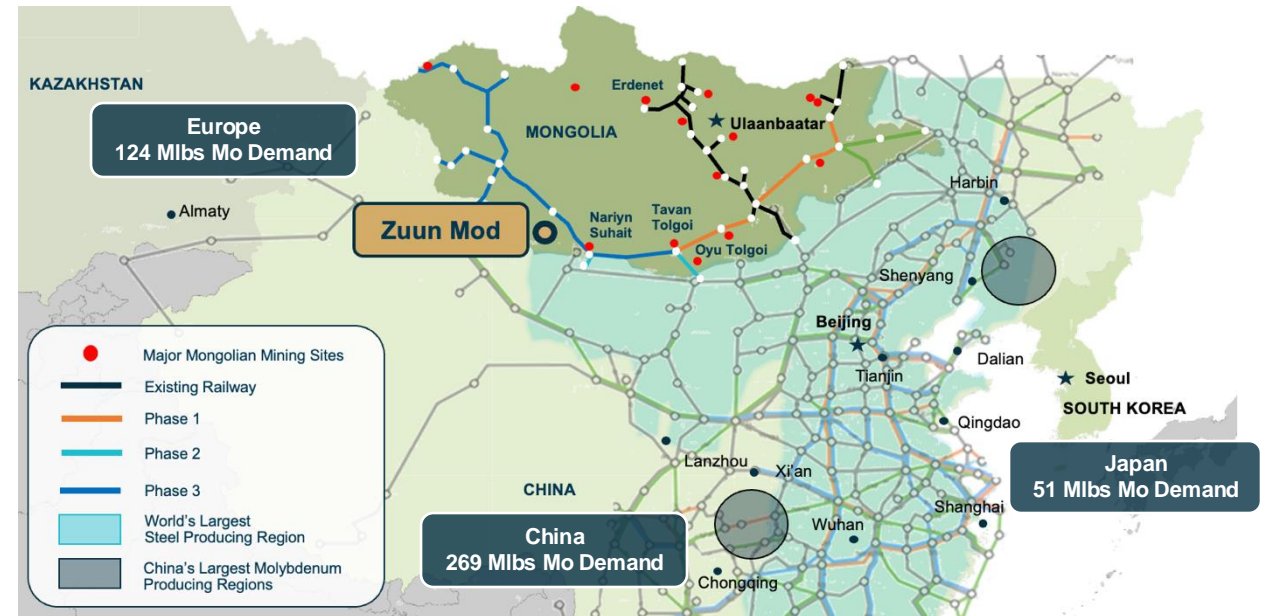 KAZAKHSTAN
Europe
124 Mlbs Mo Demand
Erdenet
MONGOLIA
Ulaanbaatar
Harbin
Almaty
Zuun Mod
Nariyn
Suhait
Tavan
Tolgoi
Oyu Tolgoi
Shenyang
Beijing
Tianjin
Dalian
Seoul
SOUTH KOREA
Qingdao
Major Mongolian Mining Sites
Existing Railway
Phase 1
Phase 2
Phase 3
World's Largest
Steel Producing Region
China's Largest Molybdenum
Producing Regions
Lanzhou
Xi'an
CHINA
Japan
51 Mlbs Mo Demand
Shanghai
Wuhan
China
269 Mlbs Mo Demand
Chongqing